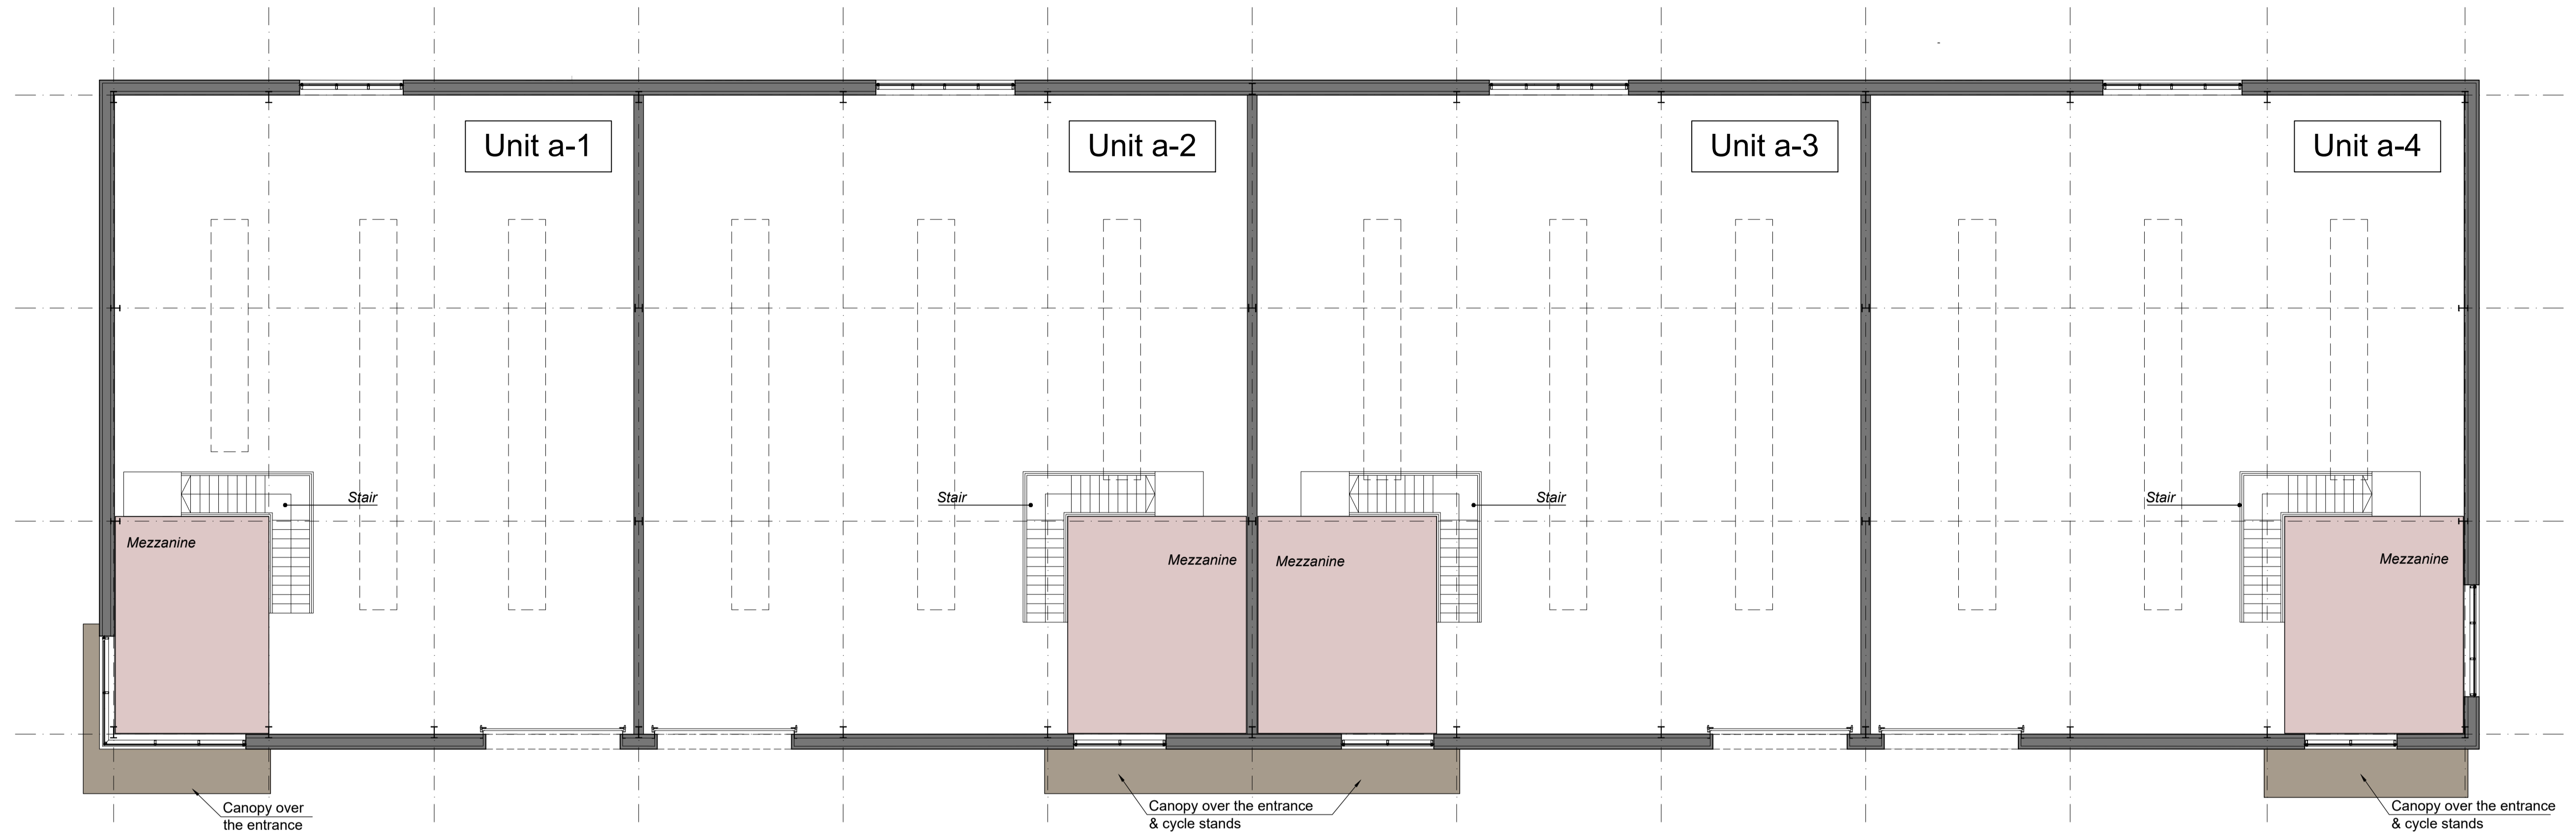 Unit a-1
Unit a-2
Unit a-3
Unit a-4
Stair
Stair
Stair
Stair
Mezzanine
Mezzanine
Mezzanine
Mezzanine
Canopy over
the entrance
Canopy over the entrance
& cycle stands
Canopy over the entrance
& cycle stands